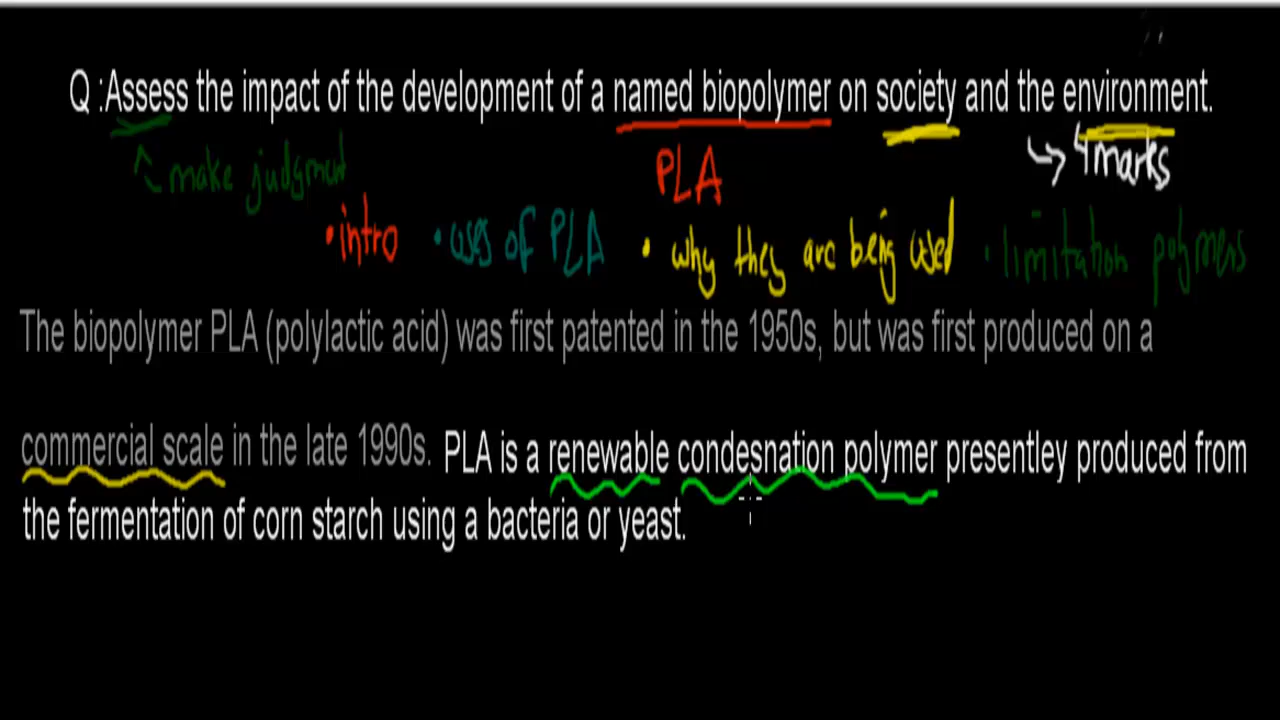 Q :Assess the impact of the development of a named biopolymer on society and the environment.
make judgment
PLA
4 marks
• intro • uses of PLA • why they are being used • limitation polymers
The biopolymer PLA (polylactic acid) was first patented in the 1950s, but was first produced on a
commercial scale in the late 1990s. PLA is a renewable condesnation polymer presentley produced from
the fermentation of corn starch using a bacteria or yeast.